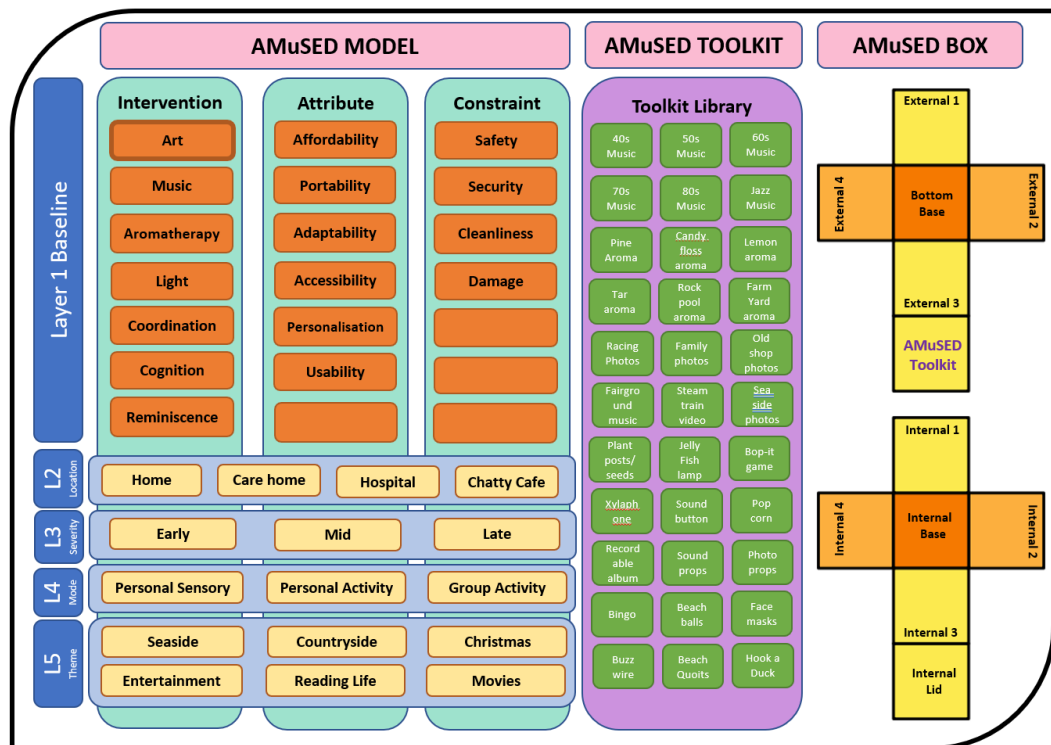 AMuSED MODEL
AMuSED TOOLKIT
AMuSED BOX
Layer 1 Baseline
Intervention
Art
Music
Aromatherapy
Light
Coordination
Cognition
Reminiscence
Attribute
Affordability
Portability
Adaptability
Accessibility
Personalisation
Usability
Constraint
Safety
Security
Cleanliness
Damage
L2
Location
Home
Care home
Hospital
Chatty Cafe
L3
Severity
Early
Mid
Late
L4
Mode
Personal Sensory
Personal Activity
Group Activity
L5
Theme
Seaside
Countryside
Christmas
Entertainment
Reading Life
Movies
Toolkit Library
40s
Music
50s
Music
60s
Music
70s
Music
80s
Music
Jazz
Music
Pine
Aroma
Candy
floss
aroma
Lemon
aroma
Tar
aroma
Rock
pool
aroma
Farm
Yard
aroma
Racing
Photos
Family
photos
Old
shop
photos
Fairgro
und
music
Steam
train
video
Sea
side
photos
Plant
posts/
seeds
Jelly
Fish
lamp
Bop-it
game
Xylaph
one
Sound
button
Pop
corn
Record
able
album
Sound
props
Photo
props
Bingo
Beach
balls
Face
masks
Buzz
wire
Beach
Quoits
Hook a
Duck
External 1
External 4
Bottom
Base
External 2
External 3
AMuSED
Toolkit
Internal 1
Internal 4
Internal
Base
Internal 2
Internal 3
Internal
Lid